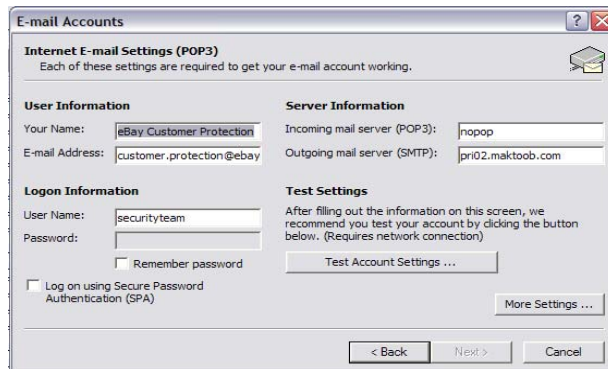 E-mail Accounts
Internet E-mail Settings (POP3)
Each of these settings are required to get your e-mail account working.
User Information
Your Name: eBay Customer Protection
E-mail Address: customer.protection@ebay
Server Information
Incoming mail server (POP3): nopop
Outgoing mail server (SMTP): pri02.maktoob.com
Logon Information
User Name: securityteam
Password:
Remember password
Log on using Secure Password
Authentication (SPA)
Test Settings
After filling out the information on this screen, we
recommend you test your account by clicking the button
below. (Requires network connection)
Test Account Settings ...
More Settings ...
< Back
Next >
Cancel